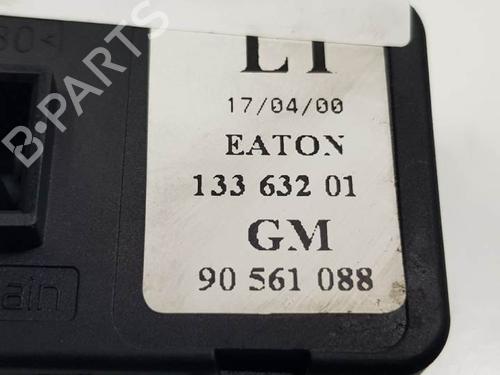 LT
17/04/00
EATON
133 632 01
GM
90 561 088
B-Parts